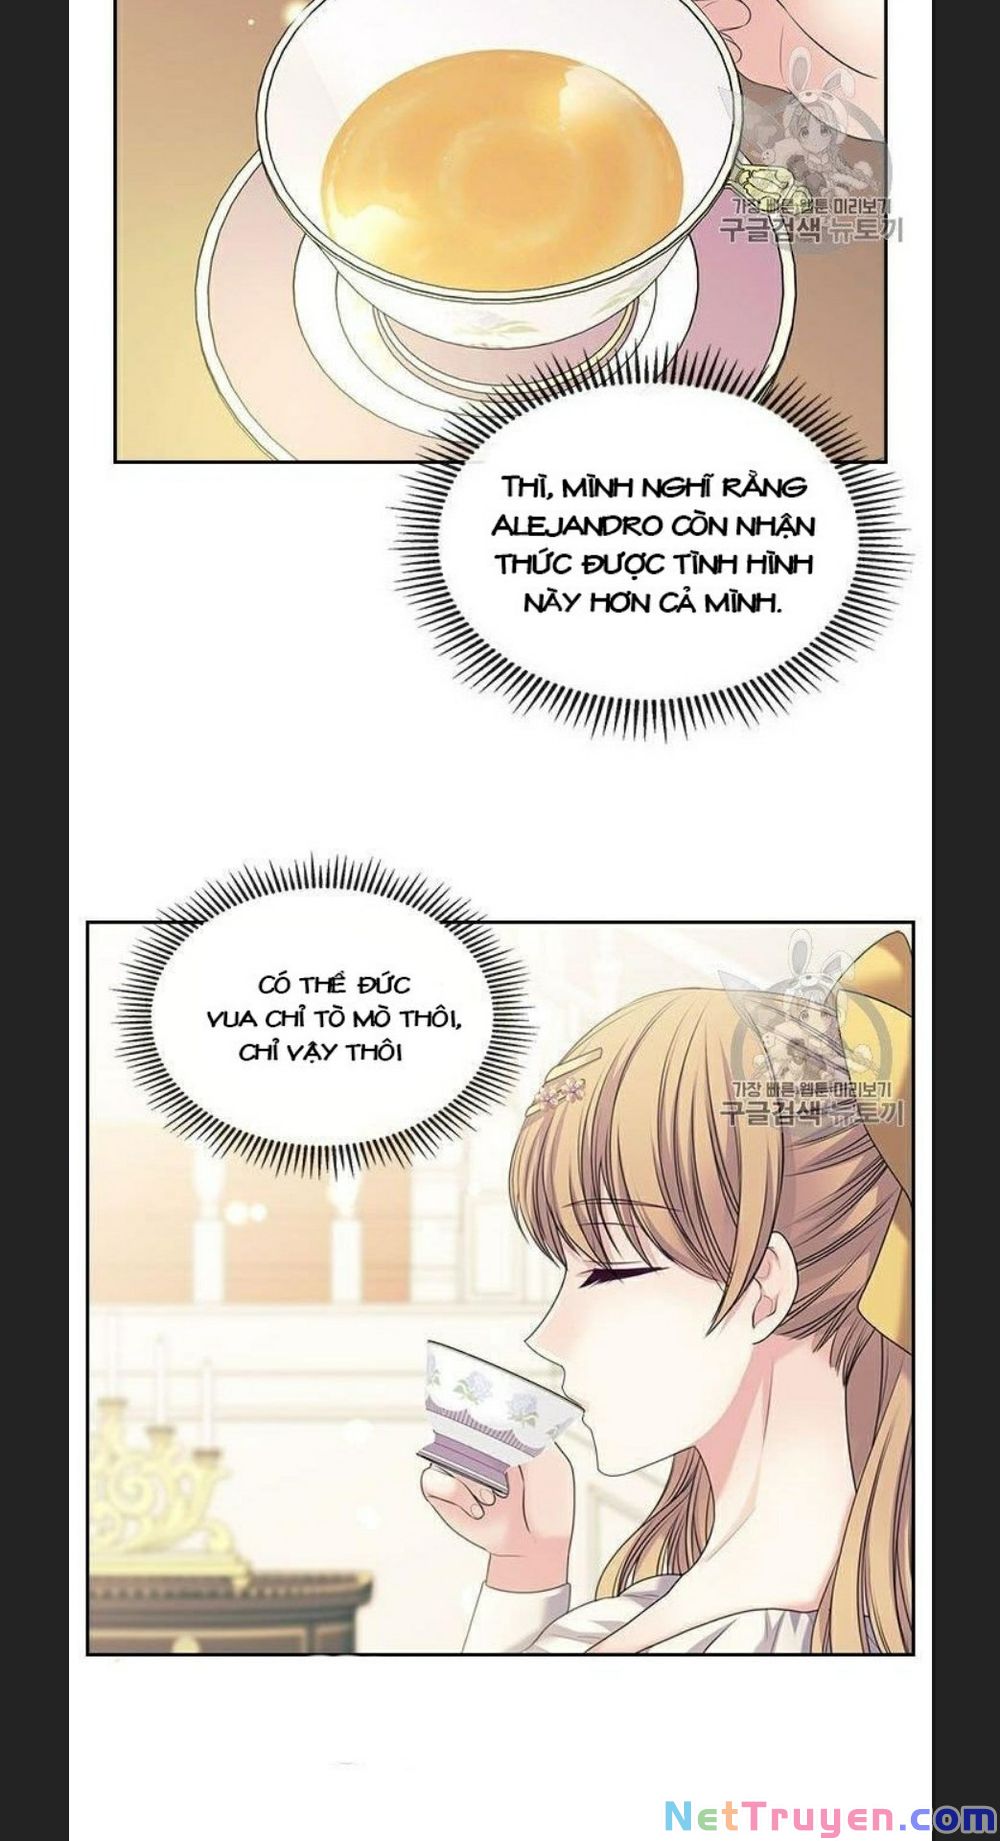 가장 빠른 웹툰 미리보기
구글검색 뉴토끼
THÌ, MÌNH NGHĨ RẰNG
ALEJANDRO CÒN NHẬN
THỨC ĐƯỢC TÌNH HÌNH
NÀY HƠN CẢ MÌNH.
CÓ THỂ ĐỨC
VUA CHỈ TÒ MÒ THÔI,
CHỈ VẬY THÔI
가장 빠른 웹툰 미리보기
구글검색 뉴토끼
NetTruyen.com